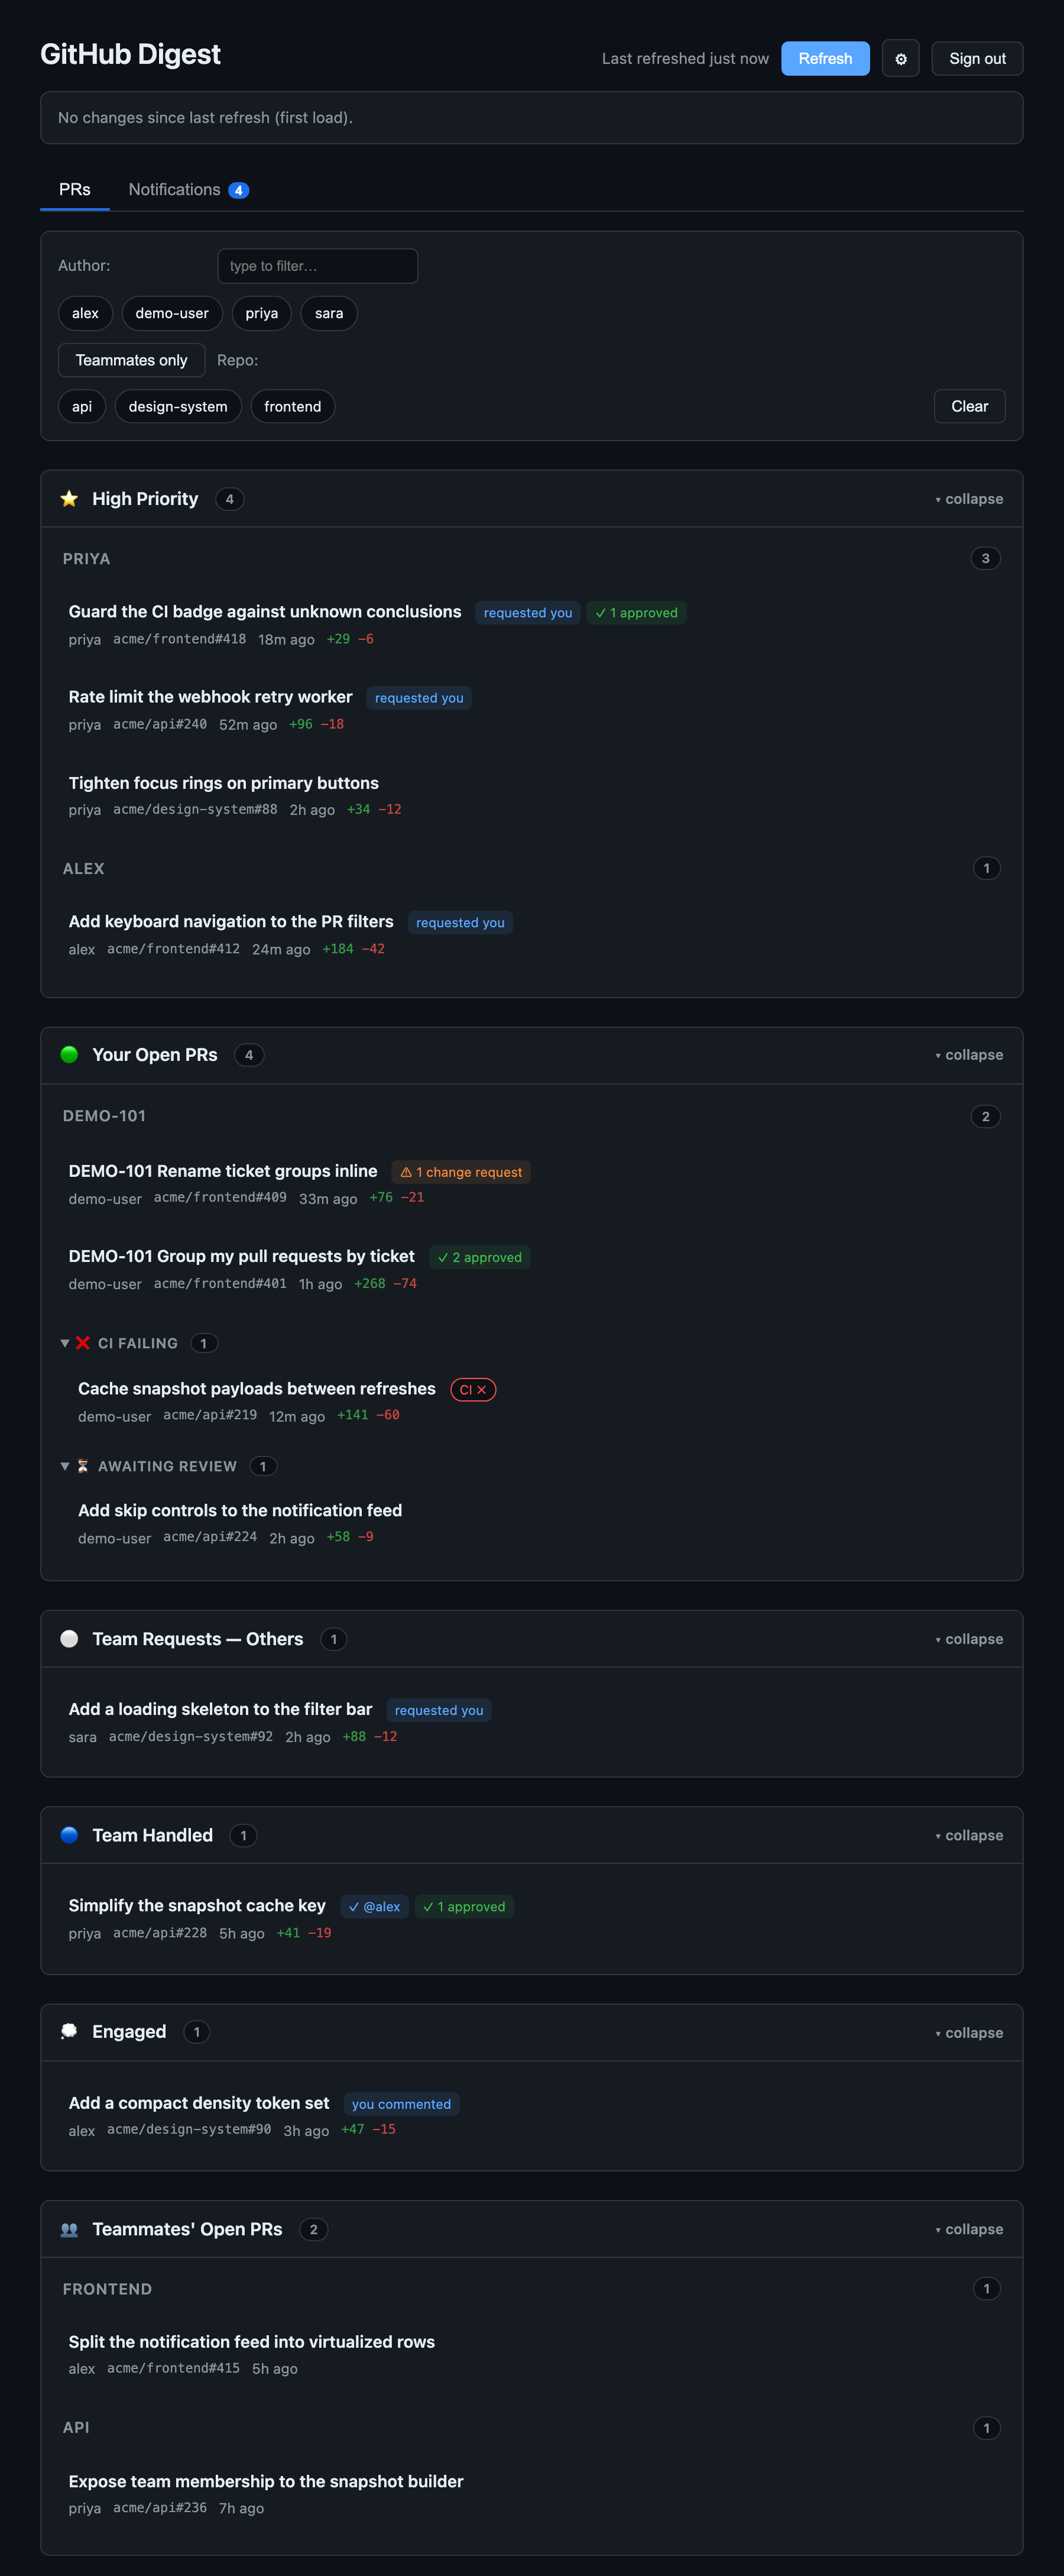 GitHub Digest
Last refreshed just now Refresh Sign out
No changes since last refresh (first load).
PRs Notifications 4
Author: type to filter…
alex demo-user priya sara
Teammates only Repo:
api design-system frontend Clear
High Priority 4 ▾ collapse
PRIYA 3
Guard the CI badge against unknown conclusions requested you ✓ 1 approved
priya acme/frontend#418 18m ago +29 −6
Rate limit the webhook retry worker requested you
priya acme/api#240 52m ago +96 −18
Tighten focus rings on primary buttons
priya acme/design-system#88 2h ago +34 −12
ALEX 1
Add keyboard navigation to the PR filters requested you
alex acme/frontend#412 24m ago +184 −42
Your Open PRs 4 ▾ collapse
DEMO-101 2
DEMO-101 Rename ticket groups inline ⚠ 1 change request
demo-user acme/frontend#409 33m ago +76 −21
DEMO-101 Group my pull requests by ticket ✓ 2 approved
demo-user acme/frontend#401 1h ago +268 −74
▼ ❌ CI FAILING 1
Cache snapshot payloads between refreshes CI ✕
demo-user acme/api#219 12m ago +141 −60
▼ ⏳ AWAITING REVIEW 1
Add skip controls to the notification feed
demo-user acme/api#224 2h ago +58 −9
Team Requests — Others 1 ▾ collapse
Add a loading skeleton to the filter bar requested you
sara acme/design-system#92 2h ago +88 −12
Team Handled 1 ▾ collapse
Simplify the snapshot cache key ✓ @alex ✓ 1 approved
priya acme/api#228 5h ago +41 −19
Engaged 1 ▾ collapse
Add a compact density token set you commented
alex acme/design-system#90 3h ago +47 −15
Teammates' Open PRs 2 ▾ collapse
FRONTEND 1
Split the notification feed into virtualized rows
alex acme/frontend#415 5h ago
API 1
Expose team membership to the snapshot builder
priya acme/api#236 7h ago